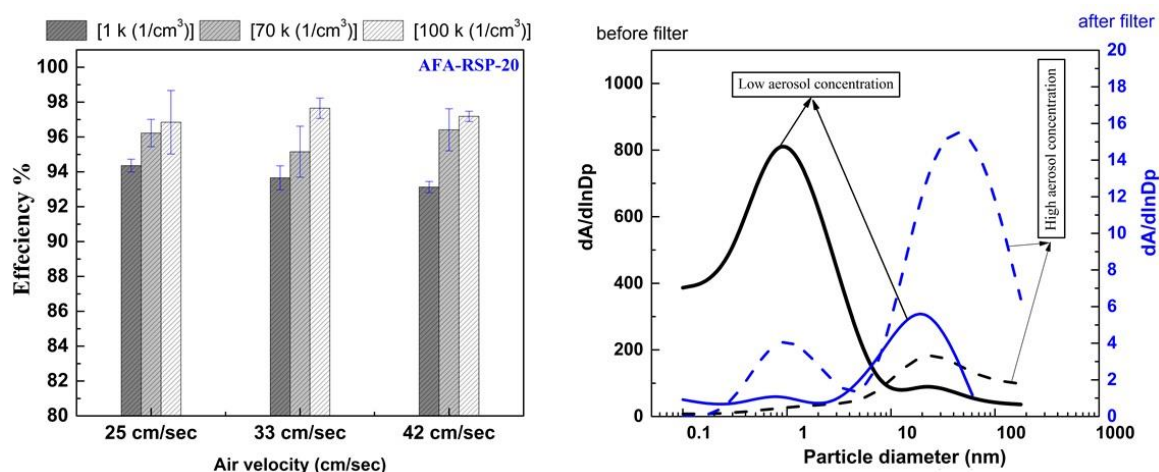 [1 k (1/cm³)] [70 k (1/cm³)] [100 k (1/cm³)]
AFA-RSP-20
Effeciency %
100
98
96
94
92
90
88
86
84
82
80
25 cm/sec 33 cm/sec 42 cm/sec
Air velocity (cm/sec)
before filter
after filter
Low aerosol concentration
High aerosol concentration
dA/dlnDp
1000
800
600
400
200
0
dA/dlnDp
20
18
16
14
12
10
8
6
4
2
0
0.1 1 10 100 1000
Particle diameter (nm)